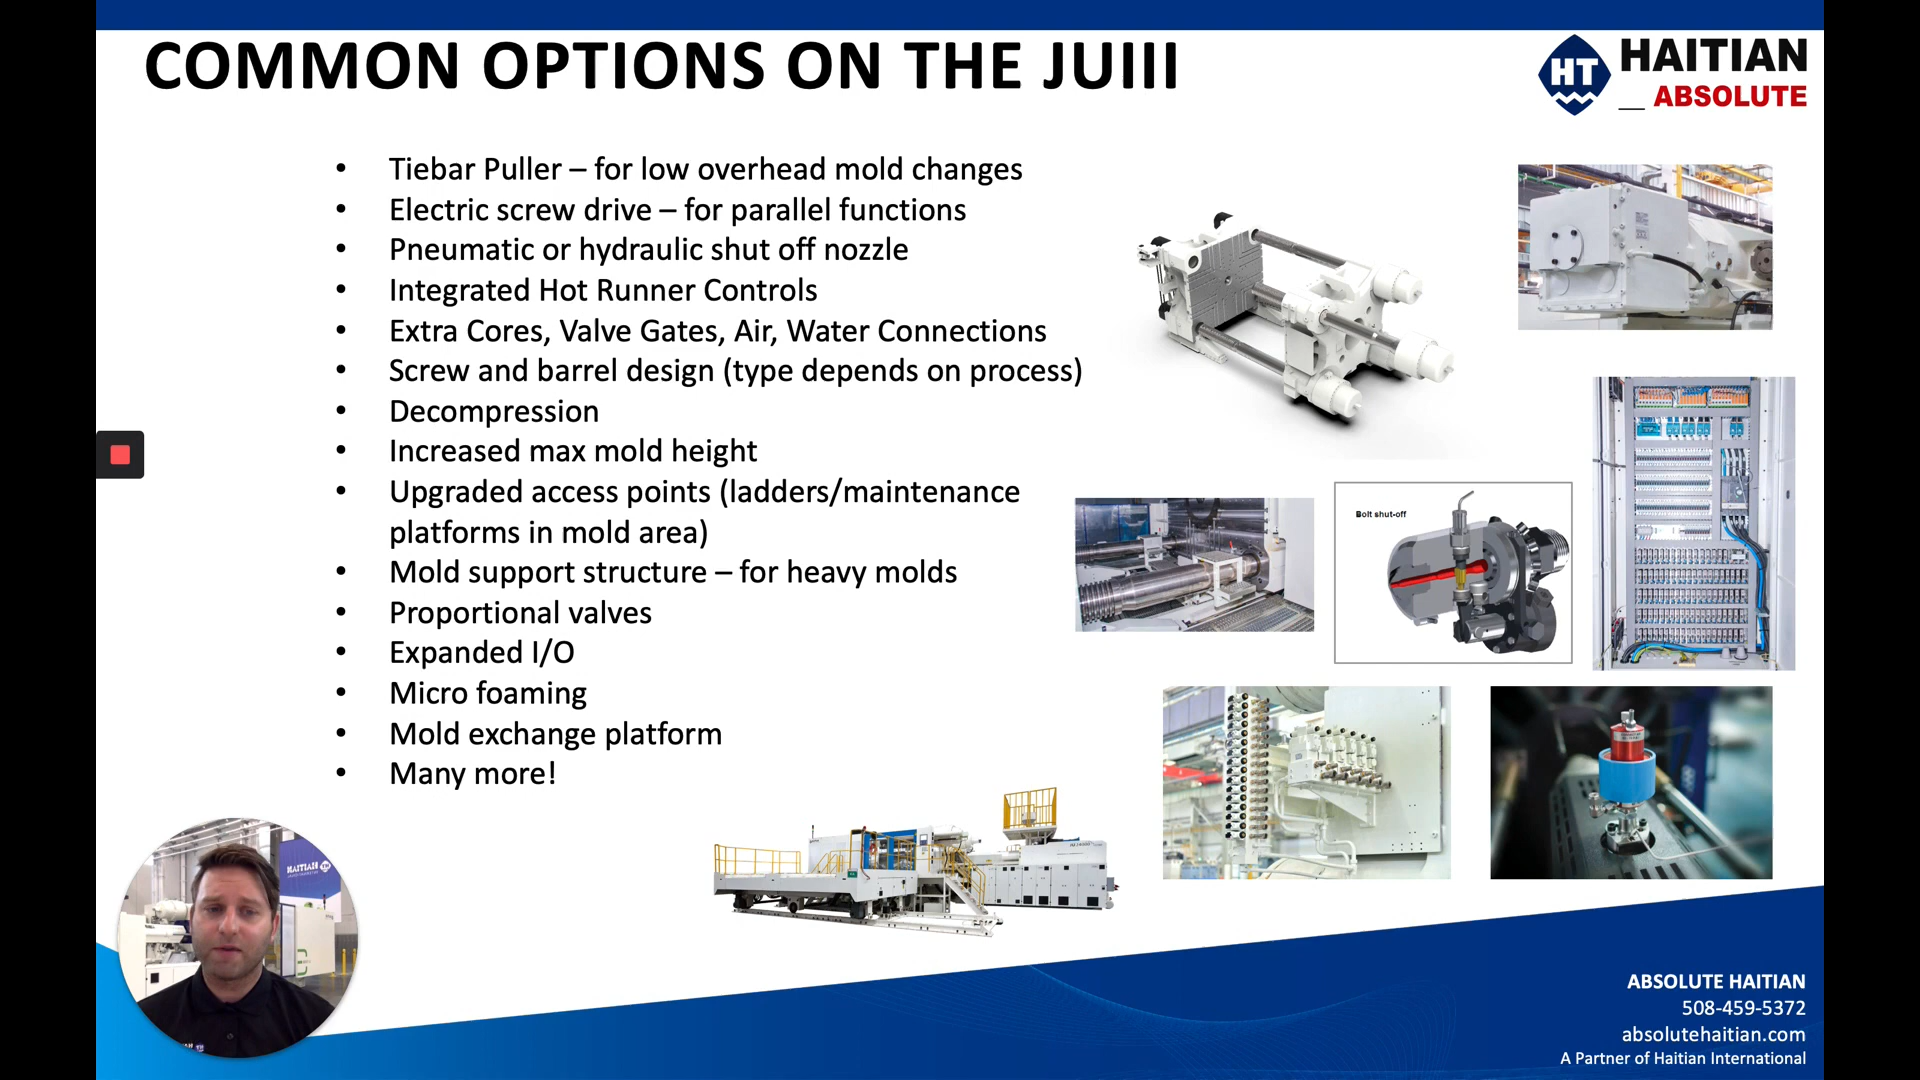 COMMON OPTIONS ON THE JUIII
HT HAITIAN
ABSOLUTE
• Tiebar Puller – for low overhead mold changes
• Electric screw drive – for parallel functions
• Pneumatic or hydraulic shut off nozzle
• Integrated Hot Runner Controls
• Extra Cores, Valve Gates, Air, Water Connections
• Screw and barrel design (type depends on process)
• Decompression
• Increased max mold height
• Upgraded access points (ladders/maintenance
platforms in mold area)
• Mold support structure – for heavy molds
• Proportional valves
• Expanded I/O
• Micro foaming
• Mold exchange platform
• Many more!
Bolt shut-off
HAITIAN
ABSOLUTE HAITIAN
508-459-5372
absolutehaitian.com
A Partner of Haitian International